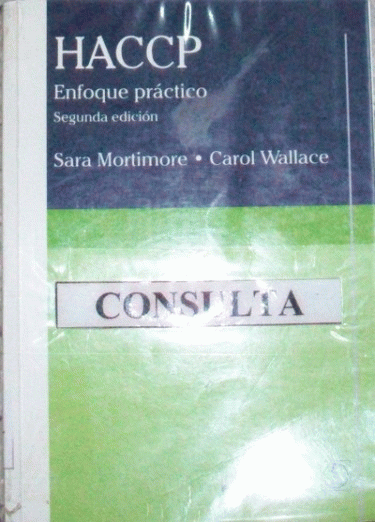 HACCP
Enfoque práctico
Segunda edición
Sara Mortimore • Carol Wallace
CONSULTA